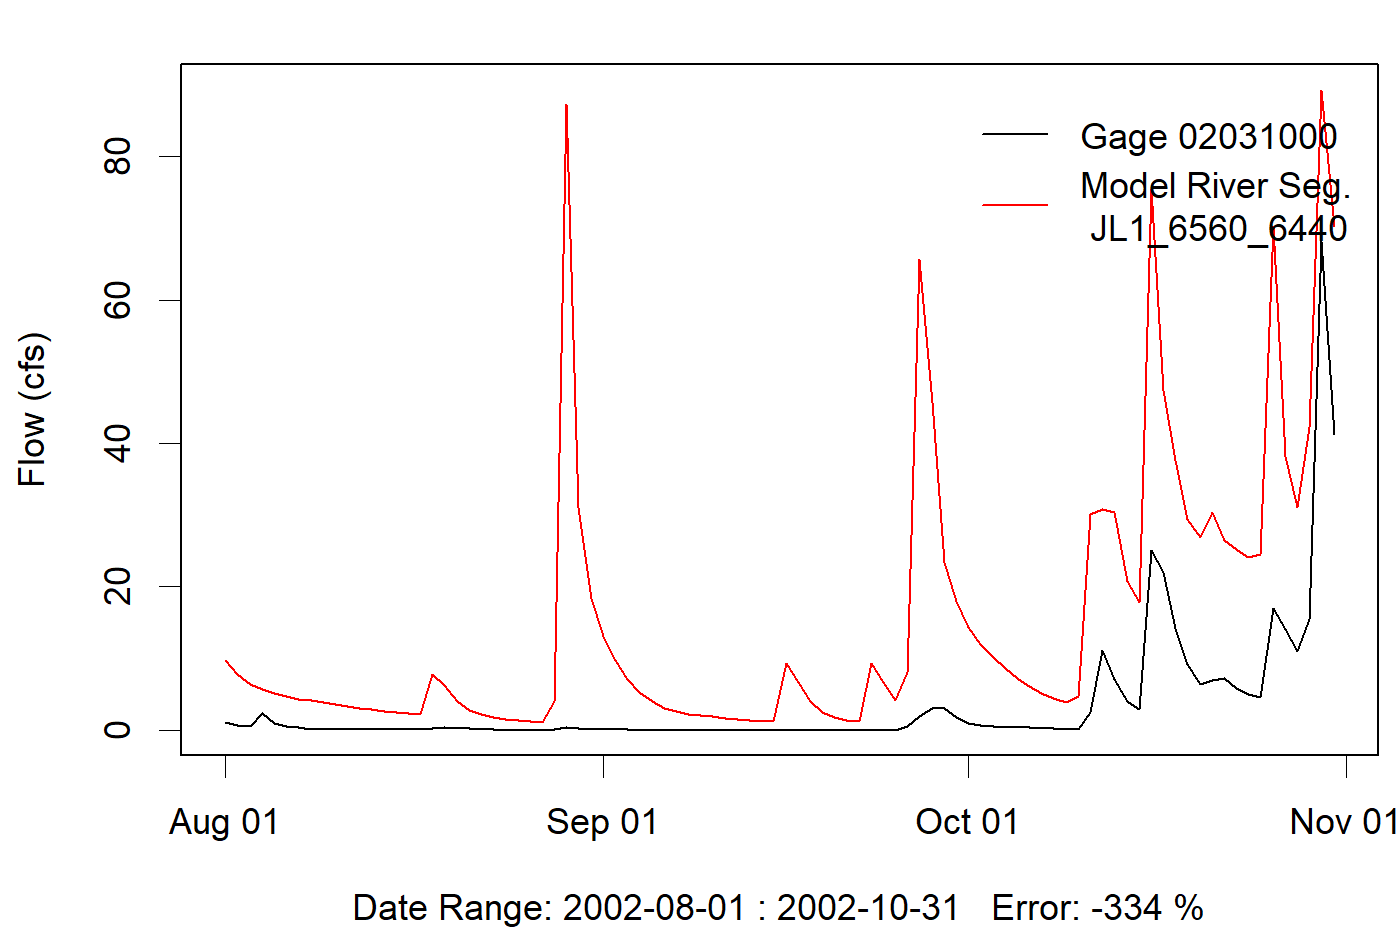 80
60
40
20
0
Flow (cfs)
Gage 02031000
Model River Seg.
JL1_6560_6440
Aug 01
Sep 01
Oct 01
Nov 01
Date Range: 2002-08-01 : 2002-10-31 Error: -334 %